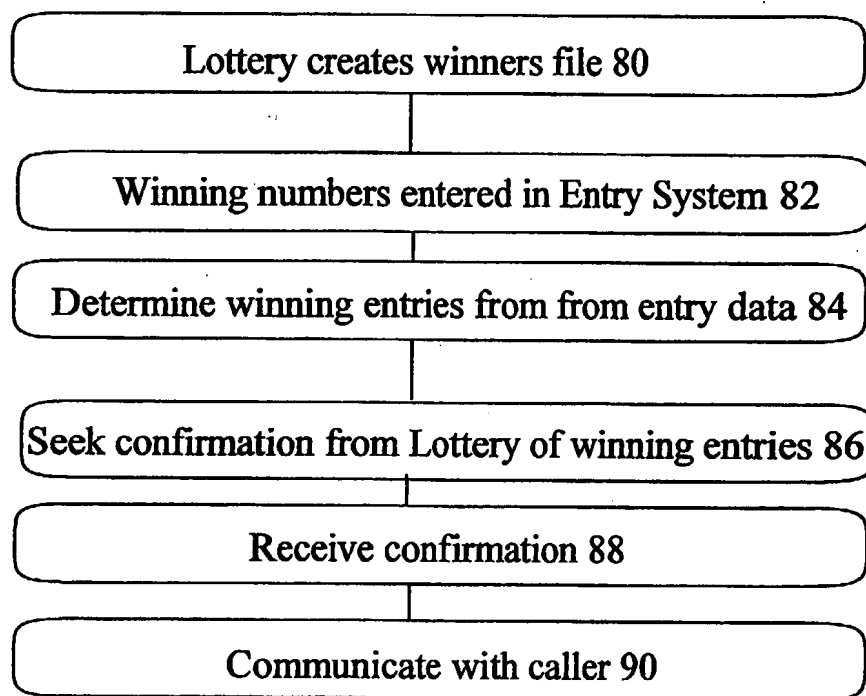 Lottery creates winners file 80
Winning numbers entered in Entry System 82
Determine winning entries from from entry data 84
Seek confirmation from Lottery of winning entries 86
Receive confirmation 88
Communicate with caller 90